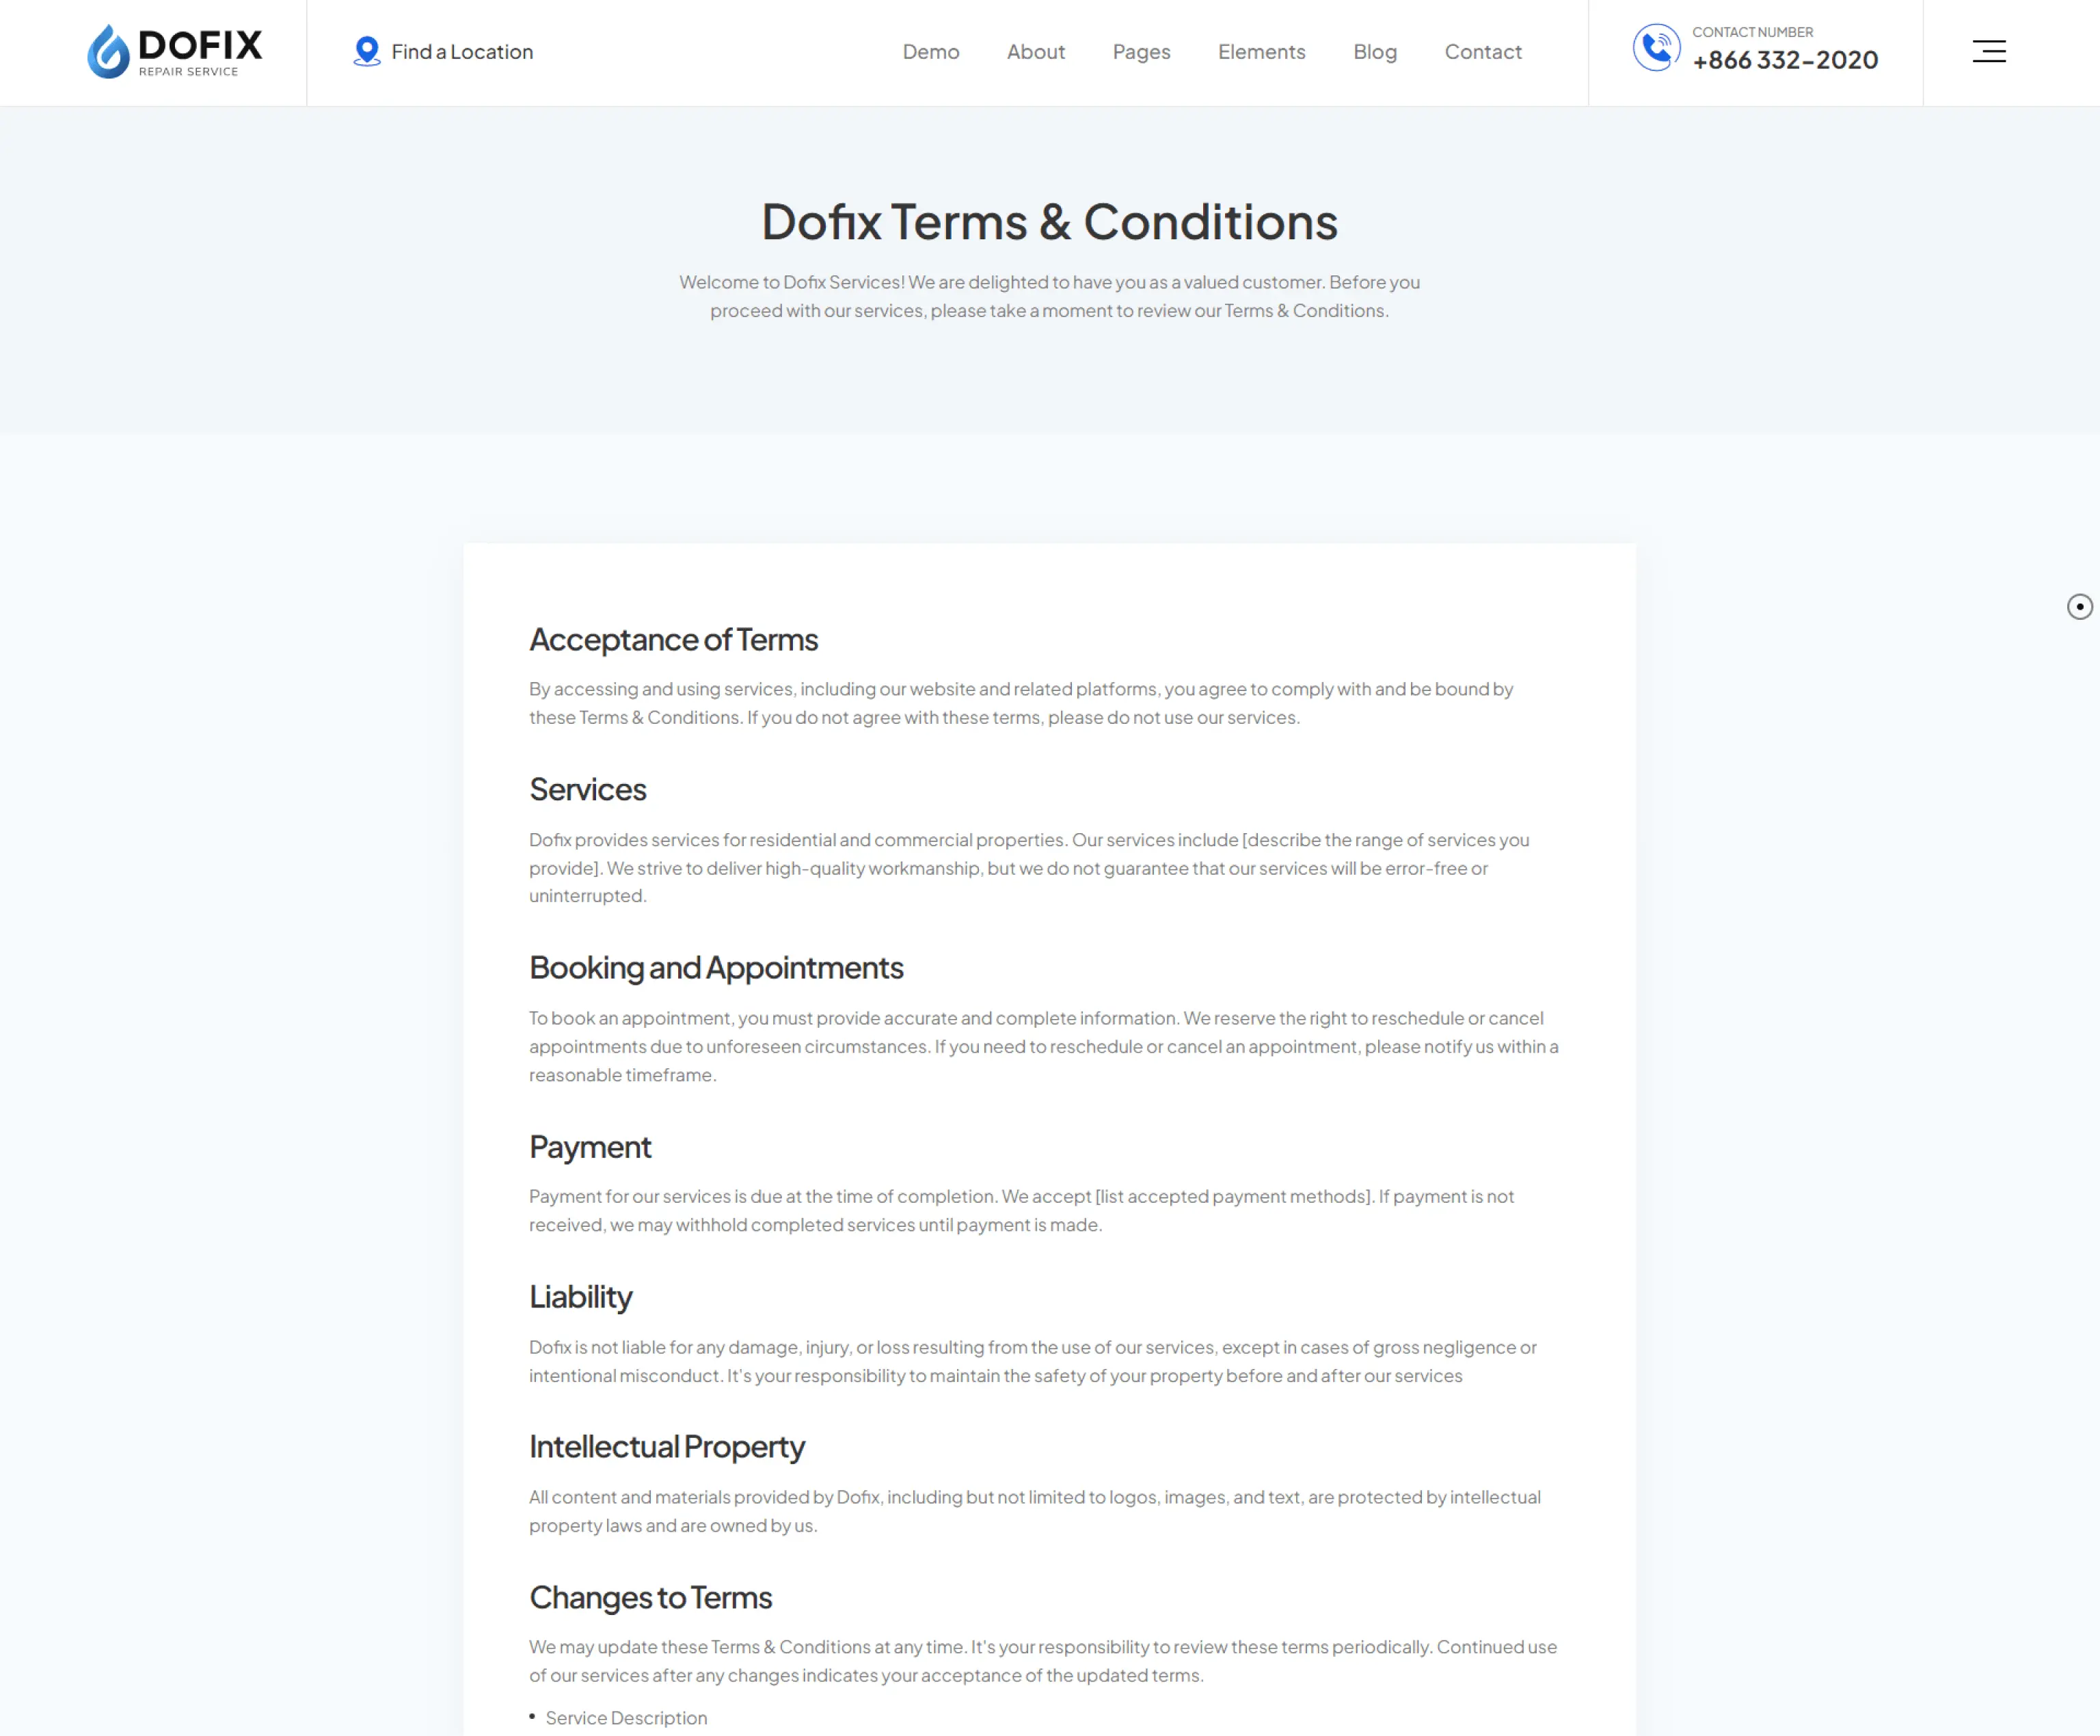 DOFIX
REPAIR SERVICE
Find a Location
Demo
About
Pages
Elements
Blog
Contact
CONTACT NUMBER
+866 332-2020
Dofix Terms & Conditions
Welcome to Dofix Services! We are delighted to have you as a valued customer. Before you
proceed with our services, please take a moment to review our Terms & Conditions.
Acceptance of Terms
By accessing and using services, including our website and related platforms, you agree to comply with and be bound by
these Terms & Conditions. If you do not agree with these terms, please do not use our services.
Services
Dofix provides services for residential and commercial properties. Our services include [describe the range of services you
provide]. We strive to deliver high-quality workmanship, but we do not guarantee that our services will be error-free or
uninterrupted.
Booking and Appointments
To book an appointment, you must provide accurate and complete information. We reserve the right to reschedule or cancel
appointments due to unforeseen circumstances. If you need to reschedule or cancel an appointment, please notify us within a
reasonable timeframe.
Payment
Payment for our services is due at the time of completion. We accept [list accepted payment methods]. If payment is not
received, we may withhold completed services until payment is made.
Liability
Dofix is not liable for any damage, injury, or loss resulting from the use of our services, except in cases of gross negligence or
intentional misconduct. It's your responsibility to maintain the safety of your property before and after our services
Intellectual Property
All content and materials provided by Dofix, including but not limited to logos, images, and text, are protected by intellectual
property laws and are owned by us.
Changes to Terms
We may update these Terms & Conditions at any time. It's your responsibility to review these terms periodically. Continued use
of our services after any changes indicates your acceptance of the updated terms.
• Service Description